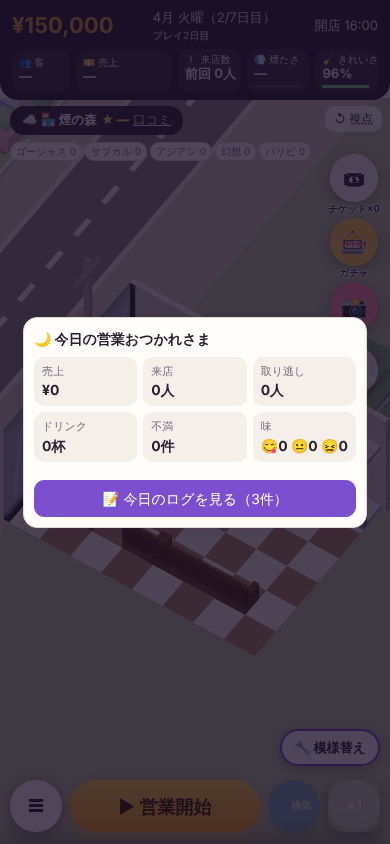 ¥150,000
4月 火曜（2/7日目）
プレイ2日目
開店 16:00
👥 客
—
💴 売上
—
🚶 来店数
前回 0人
💨 煙たさ
—
🧹 きれいさ
96%
☁️ 🏪 煙の森 ★— 口コミ
視点
ゴージャス 0
サブカル 0
アジアン 0
幻想 0
パリピ 0
チケット×0
ガチャ
🌙 今日の営業おつかれさま
売上
¥0
来店
0人
取り逃し
0人
ドリンク
0杯
不満
0件
味
😋0 😐0 😖0
📝 今日のログを見る（3件）
🔧 模様替え
▶ 営業開始
換気
×1